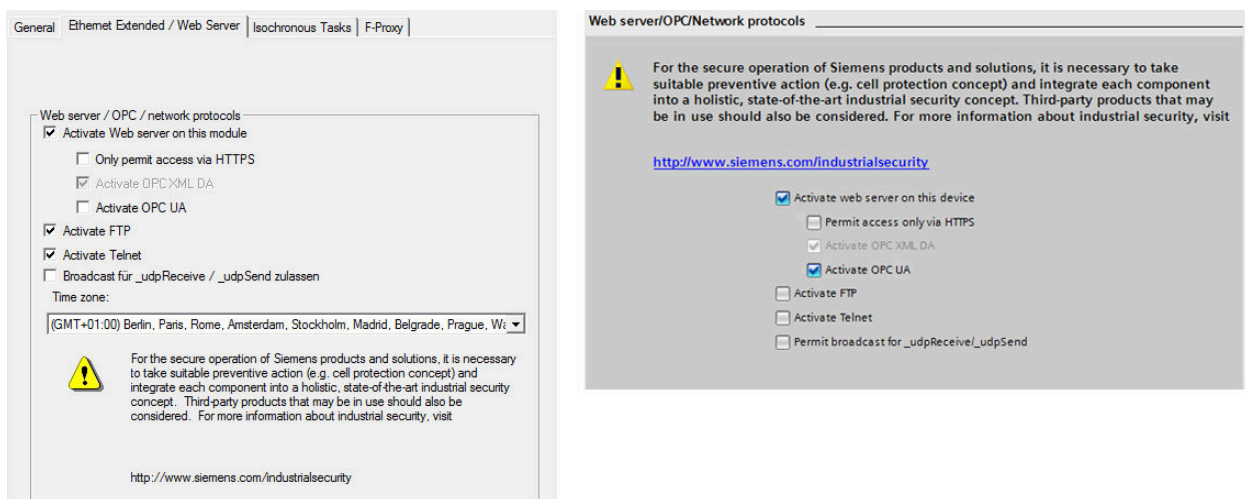 General Ethernet Extended / Web Server Isochronous Tasks F-Proxy
Web server / OPC / network protocols
Activate Web server on this module
Only permit access via HTTPS
Activate OPC XML DA
Activate OPC UA
Activate FTP
Activate Telnet
Broadcast für _udpReceive / _udpSend zulassen
Time zone:
(GMT+01:00) Berlin, Paris, Rome, Amsterdam, Stockholm, Madrid, Belgrade, Prague,
For the secure operation of Siemens products and solutions, it is necessary
to take suitable preventive action (e.g. cell protection concept) and
integrate each component into a holistic, state-of-the-art industrial security
concept. Third-party products that may be in use should also be
considered. For more information about industrial security, visit
http://www.siemens.com/industrialsecurity
Web server/OPC/Network protocols
For the secure operation of Siemens products and solutions, it is necessary to take
suitable preventive action (e.g. cell protection concept) and integrate each component
into a holistic, state-of-the-art industrial security concept. Third-party products that may
be in use should also be considered. For more information about industrial security, visit
http://www.siemens.com/industrialsecurity
Activate web server on this device
Permit access only via HTTPS
Activate OPC XML DA
Activate OPC UA
Activate FTP
Activate Telnet
Permit broadcast for _udpReceive/_udpSend